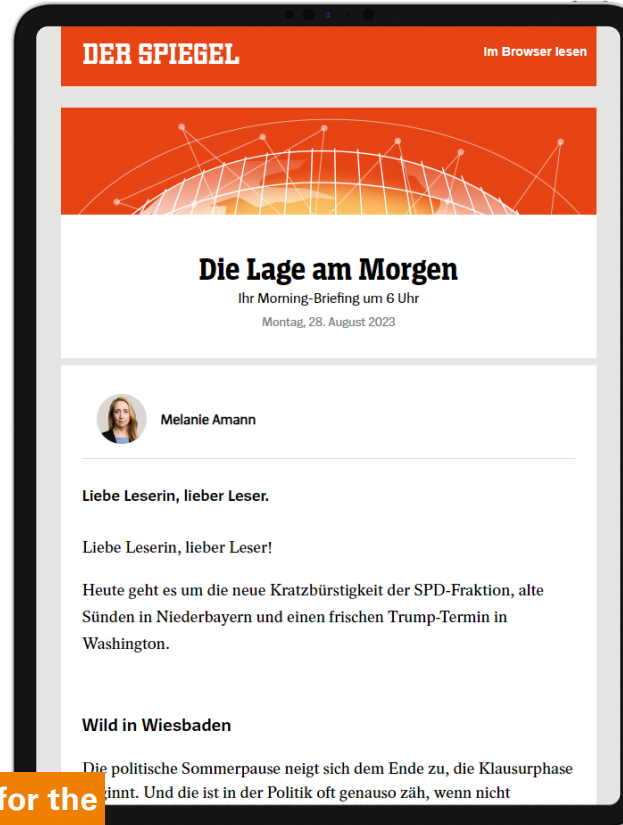 DER SPIEGEL
Im Browser lesen
Die Lage am Morgen
Ihr Morning-Briefing um 6 Uhr
Montag, 28. August 2023
Melanie Amann
Liebe Leserin, lieber Leser.
Liebe Leserin, lieber Leser!
Heute geht es um die neue Kratzbürstigkeit der SPD-Fraktion, alte
Sünden in Niederbayern und einen frischen Trump-Termin in
Washington.
Wild in Wiesbaden
Die politische Sommerpause neigt sich dem Ende zu, die Klausurphase
innt. Und die ist in der Politik oft genauso zäh, wenn nicht
for the